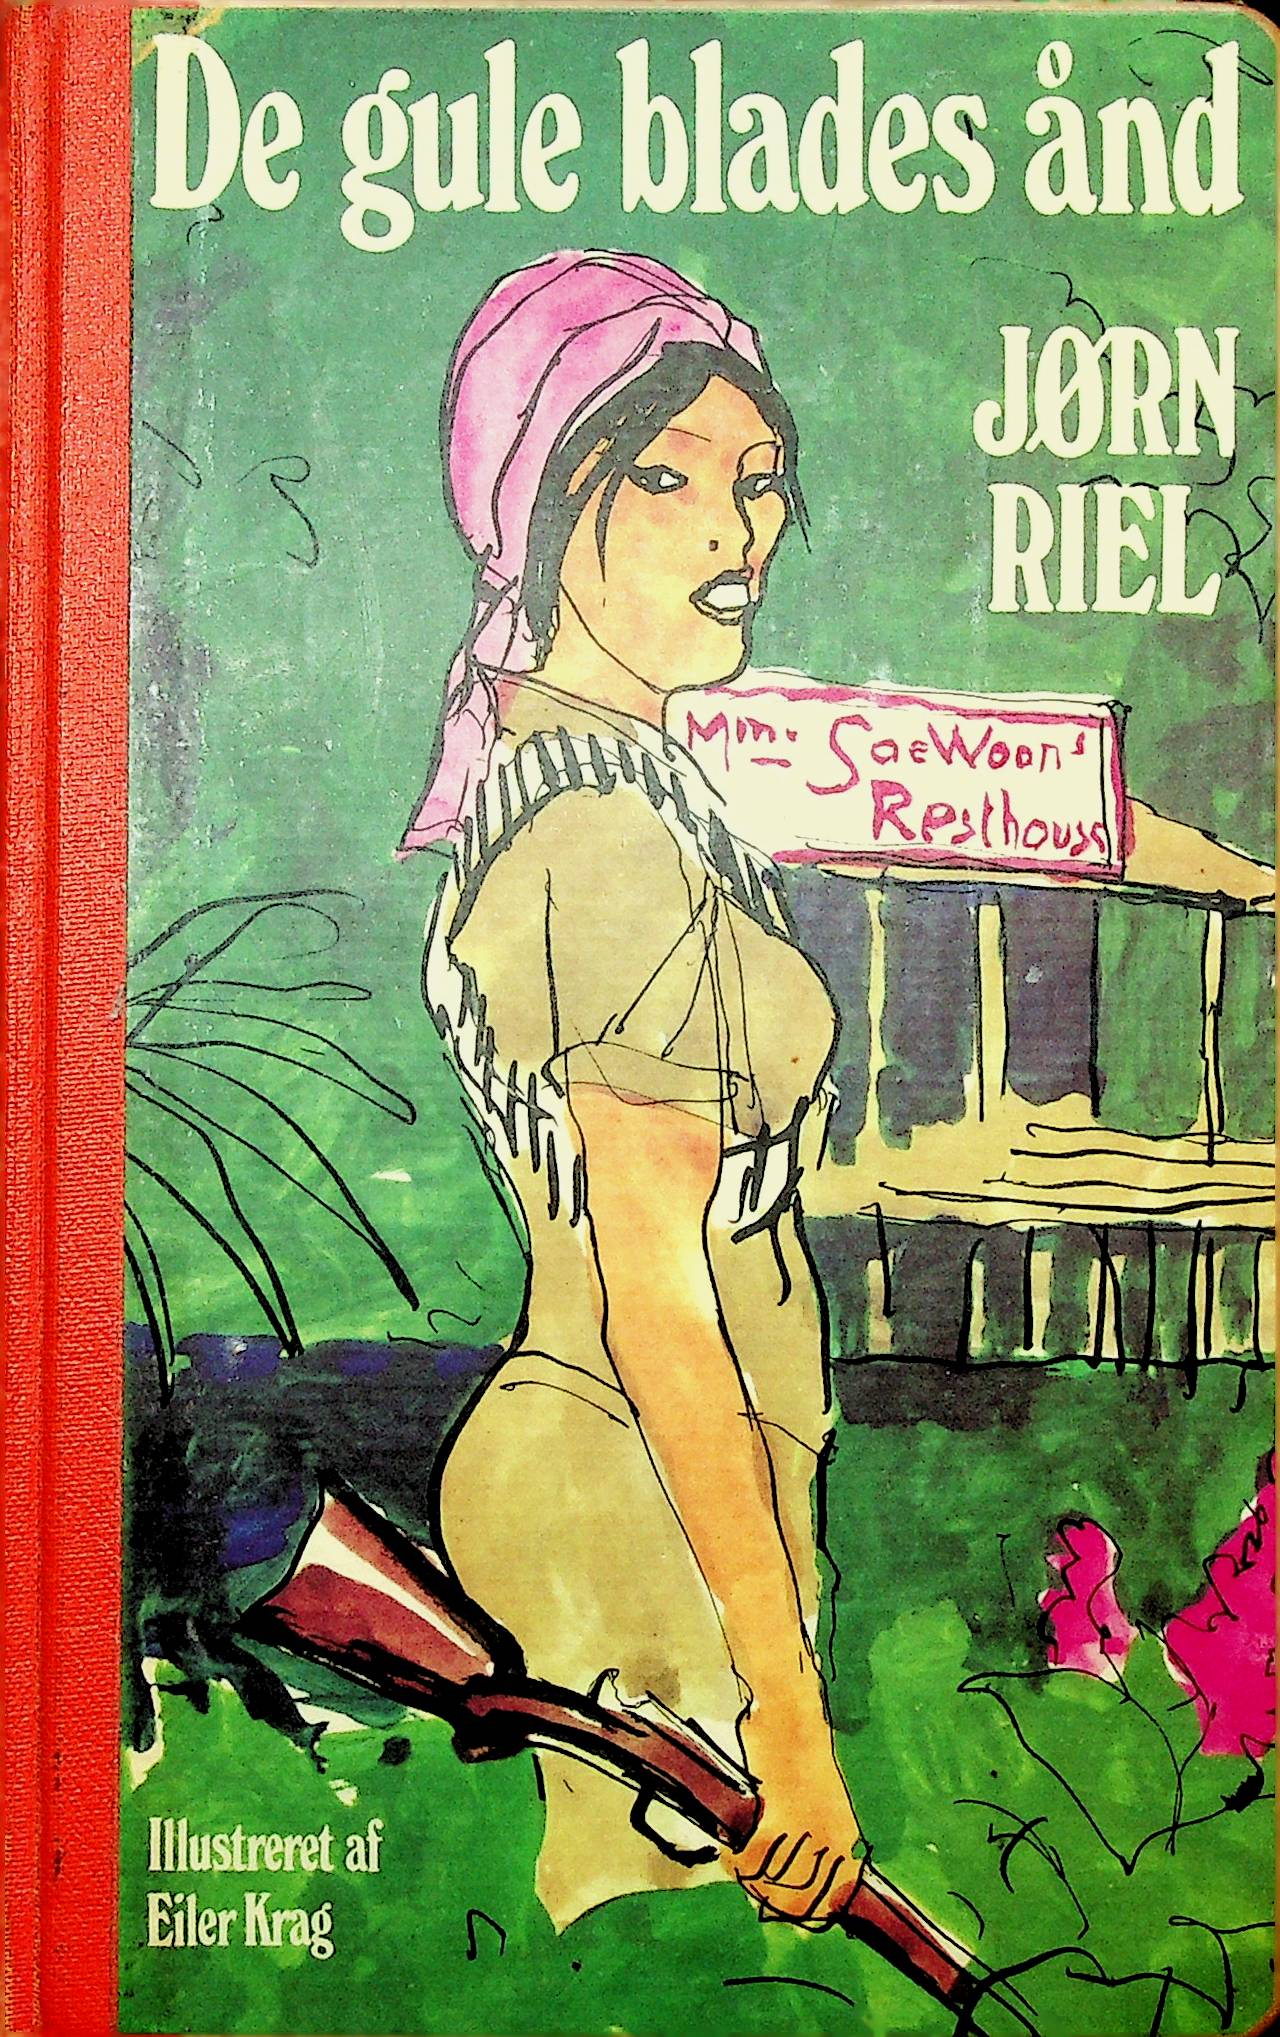 De gule blades ånd
JØRN
RIEL
Mme SaeWoon's
Resthouse
Illustreret af
Eiler Krag